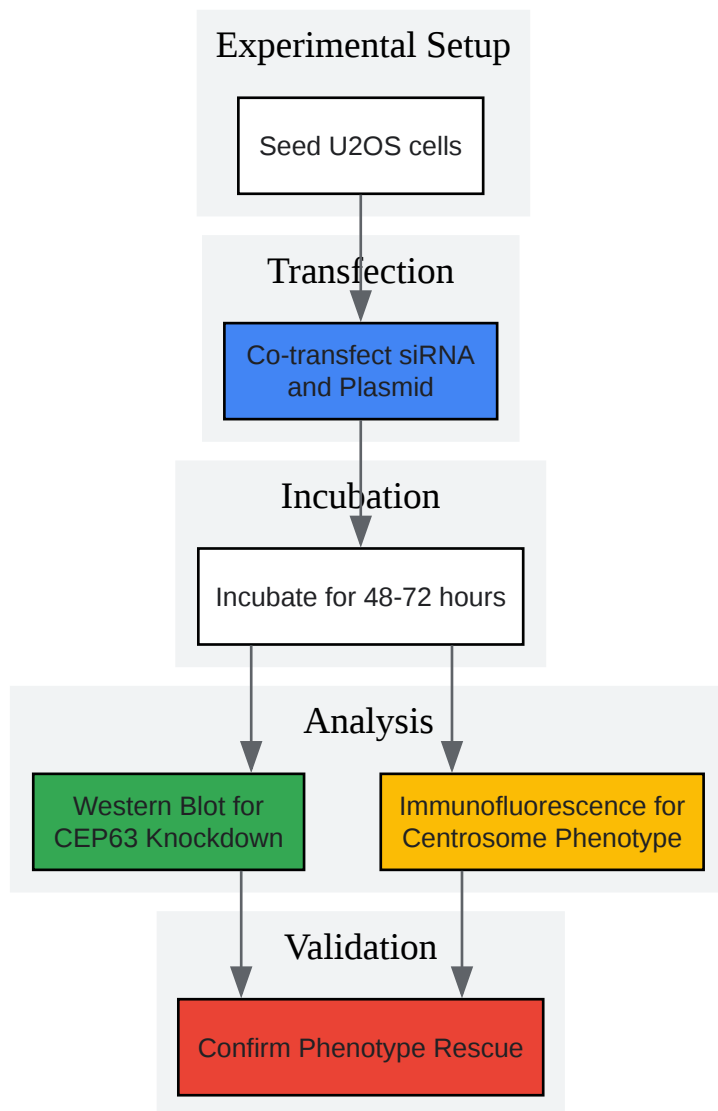 Experimental Setup
Seed U2OS cells
Transfection
Co-transfect siRNA
and Plasmid
Incubation
Incubate for 48-72 hours
Analysis
Western Blot for
CEP63 Knockdown
Immunofluorescence for
Centrosome Phenotype
Validation
Confirm Phenotype Rescue